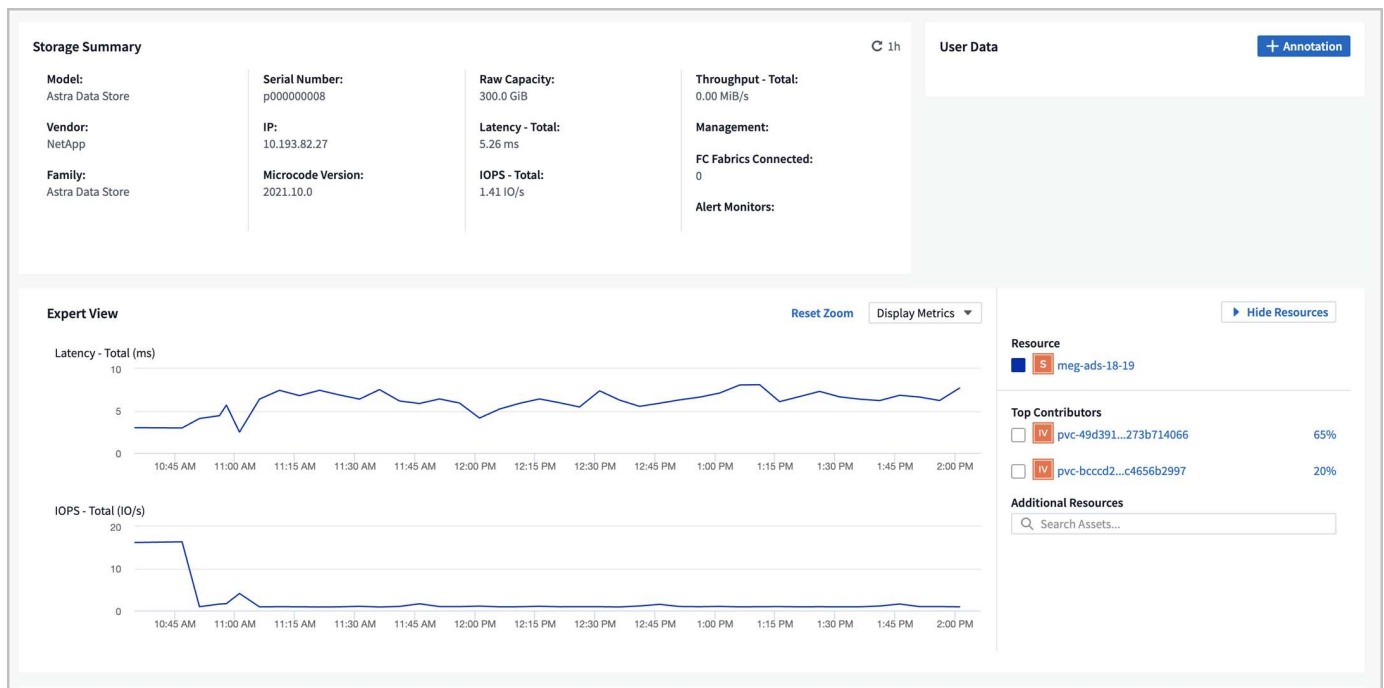 Storage Summary
1h
Model:
Astra Data Store
Vendor:
NetApp
Family:
Astra Data Store
Serial Number:
p000000008
IP:
10.193.82.27
Microcode Version:
2021.10.0
Raw Capacity:
300.0 GiB
Latency - Total:
5.26 ms
IOPS - Total:
1.41 IO/s
Throughput - Total:
0.00 MiB/s
Management:
FC Fabrics Connected:
0
Alert Monitors:
User Data
+ Annotation
Expert View
Reset Zoom
Display Metrics
Latency - Total (ms)
10
5
0
10:45 AM 11:00 AM 11:15 AM 11:30 AM 11:45 AM 12:00 PM 12:15 PM 12:30 PM 12:45 PM 1:00 PM 1:15 PM 1:30 PM 1:45 PM 2:00 PM
IOPS - Total (IO/s)
20
10
0
10:45 AM 11:00 AM 11:15 AM 11:30 AM 11:45 AM 12:00 PM 12:15 PM 12:30 PM 12:45 PM 1:00 PM 1:15 PM 1:30 PM 1:45 PM 2:00 PM
Hide Resources
Resource
S meg-ads-18-19
Top Contributors
IV pvc-49d391...273b714066 65%
IV pvc-bcccd2...c4656b2997 20%
Additional Resources
Search Assets...